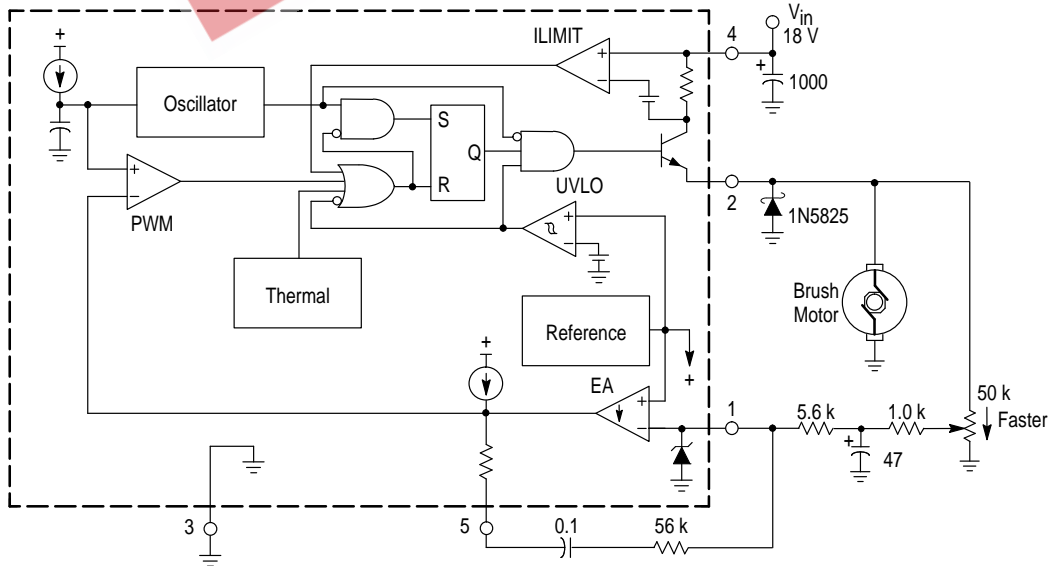 ILIMIT
4
Vin
18 V
+
+
–
+
1000
Oscillator
S
Q
R
+
–
PWM
UVLO
+
–
2
1N5825
Thermal
Brush
Motor
Reference
+
+
EA
+
–
1
5.6 k
1.0 k
50 k
Faster
+
47
3
5
0.1
56 k